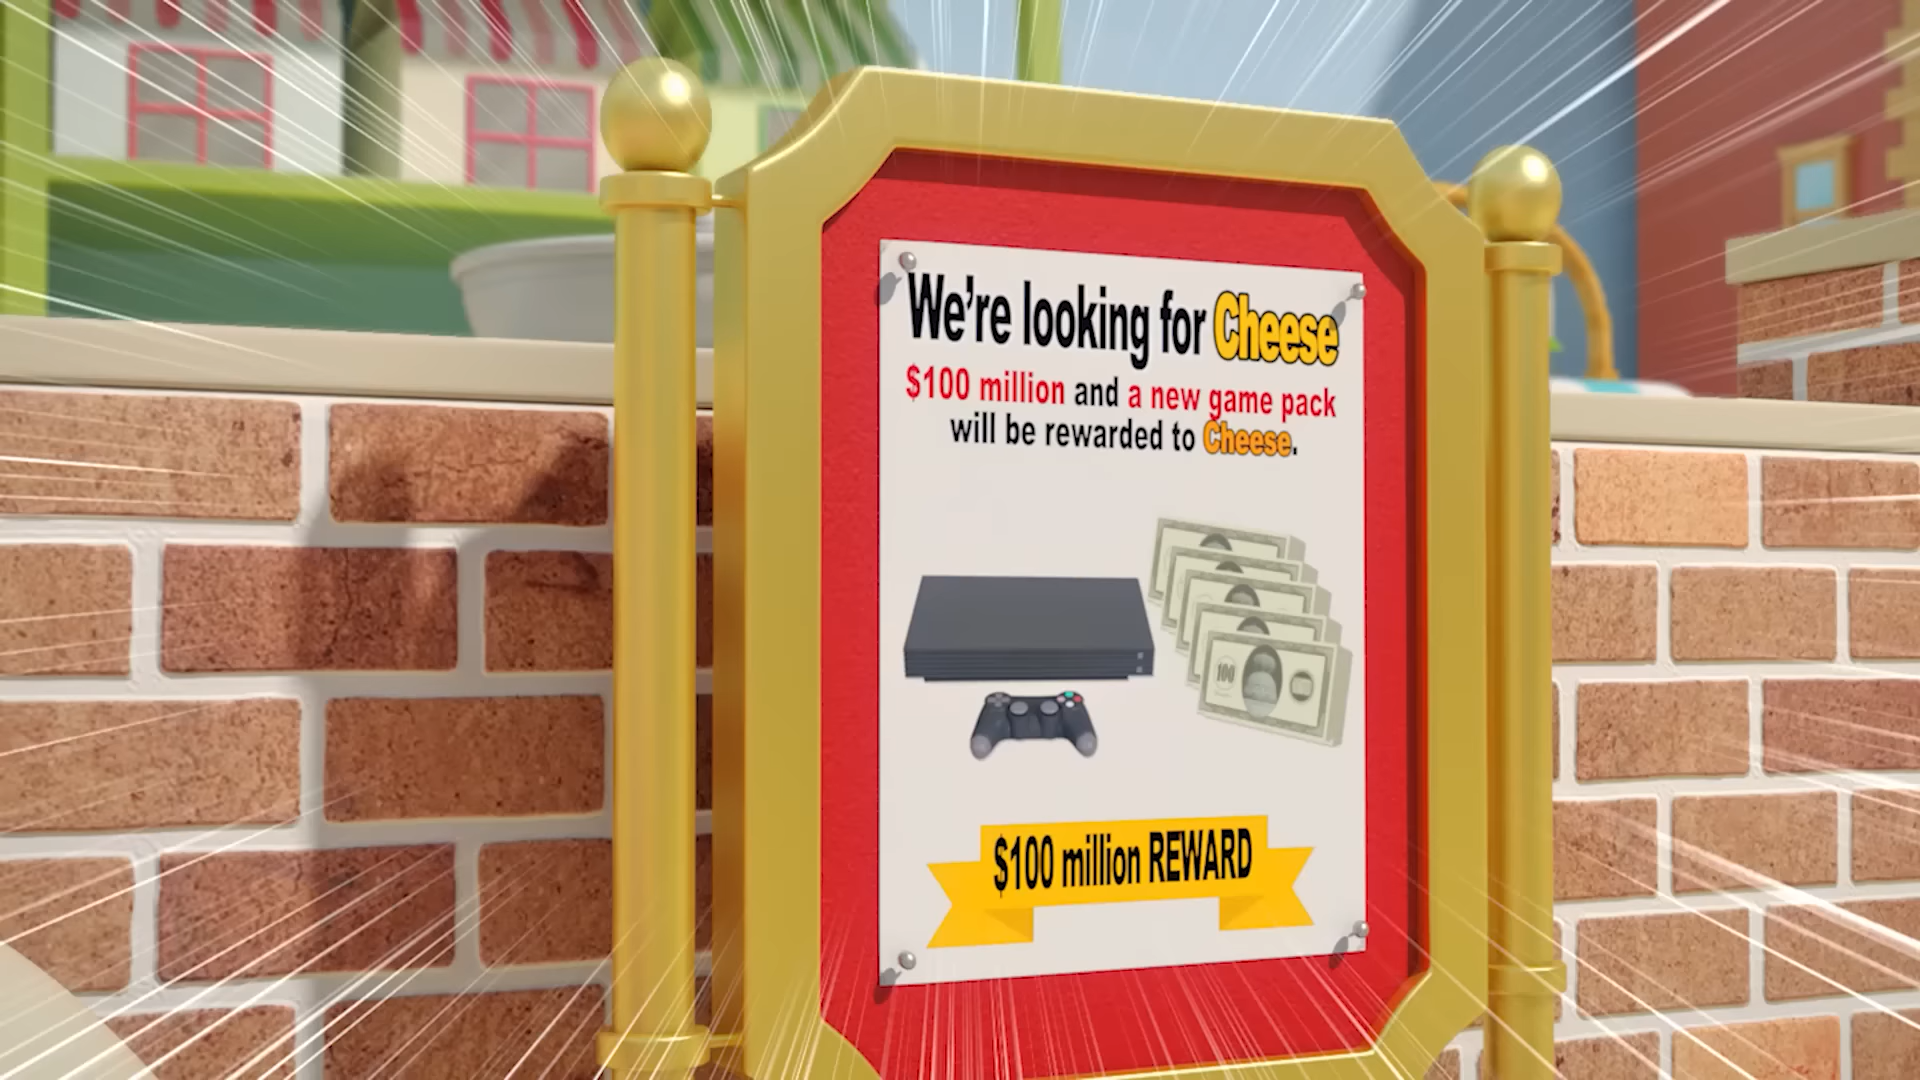 We're looking for Cheese
$100 million and a new game pack
will be rewarded to Cheese.
100
$100 million REWARD